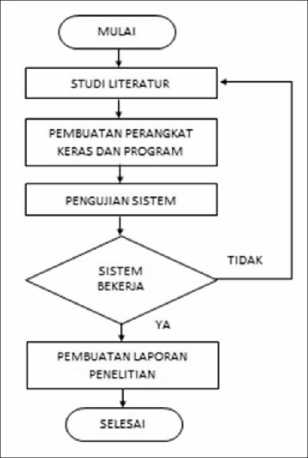 MULAI
STUDI LITERATUR
PEMBUATAN PERANGKAT
KERAS DAN PROGRAM
PENGUJIAN SISTEM
SISTEM
BEKERJA
TIDAK
YA
PEMBUATAN LAPORAN
PENELITIAN
SELESAI